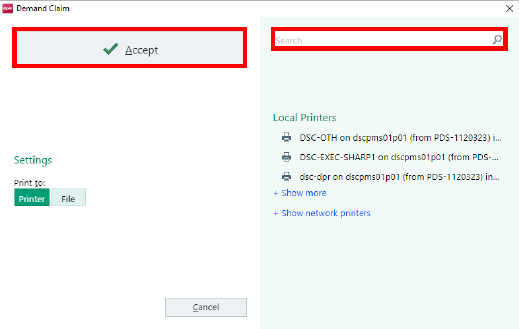 Demand Claim
Accept
Search
Local Printers
DSC-OTH on dscpms01p01 (from PDS-1120323) i...
DSC-EXEC-SHARP1 on dscpms01p01 (from PDS-...
dsc-dpr on dscpms01p01 (from PDS-1120323) in...
+ Show more
+ Show network printers
Settings
Print to:
Printer File
Cancel